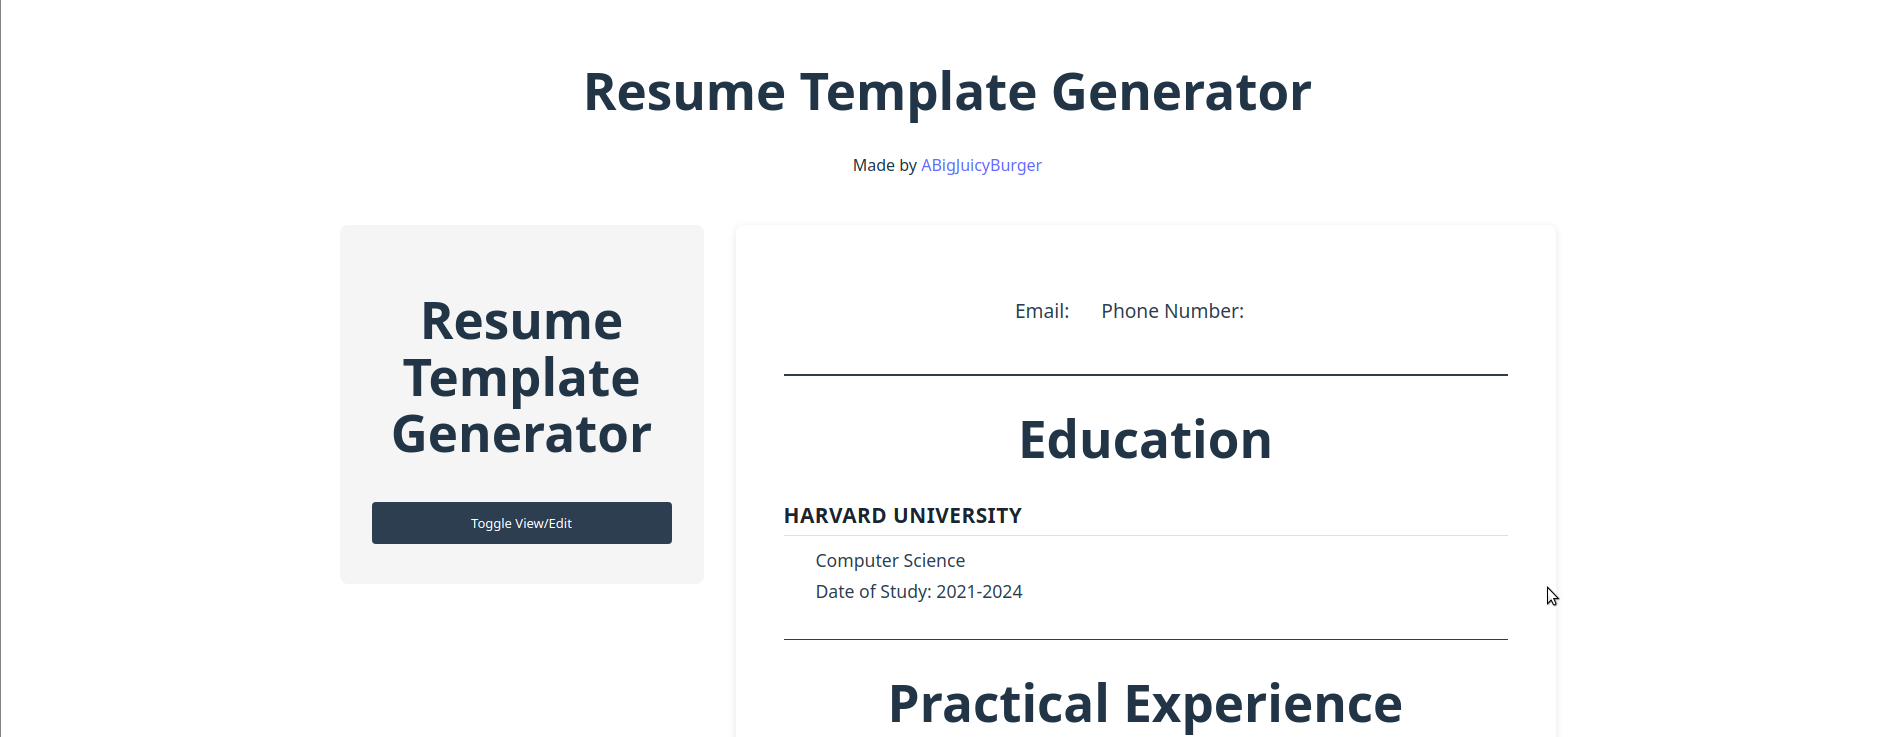 Resume Template Generator
Made by ABigJuicyBurger
Resume
Template
Generator
Toggle View/Edit
Email: Phone Number:
Education
HARVARD UNIVERSITY
Computer Science
Date of Study: 2021-2024
Practical Experience